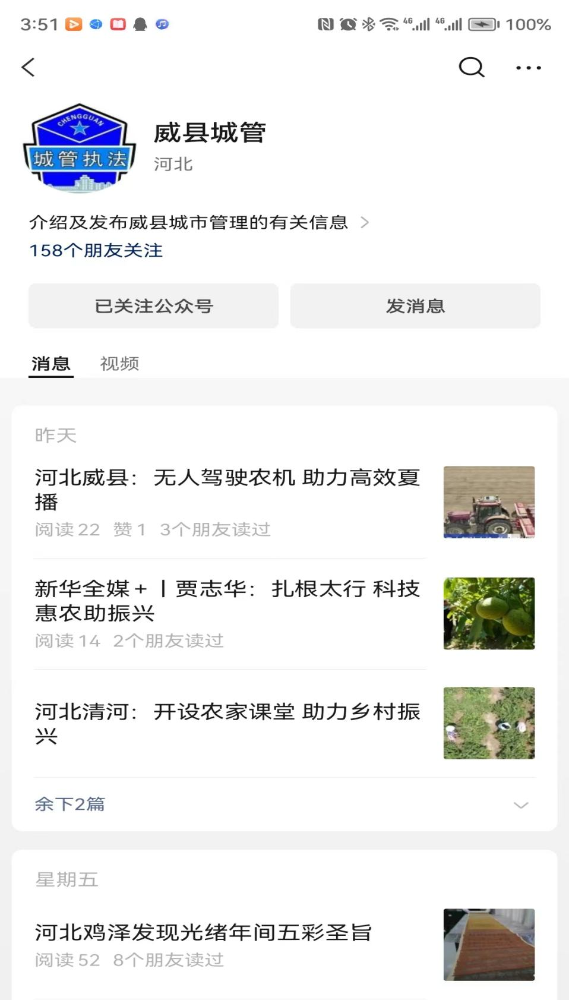 3:51
4G
4G
100%
CHENGGUAN
城管执法
威县城管
河北
介绍及发布威县城市管理的有关信息
158个朋友关注
已关注公众号
发消息
消息
视频
昨天
河北威县：无人驾驶农机 助力高效夏
播
阅读 22 赞 1 3个朋友读过
新华全媒+丨贾志华：扎根太行 科技
惠农助振兴
阅读 14 2个朋友读过
河北清河：开设农家课堂 助力乡村振
兴
余下2篇
星期五
河北鸡泽发现光绪年间五彩圣旨
阅读 52 8个朋友读过